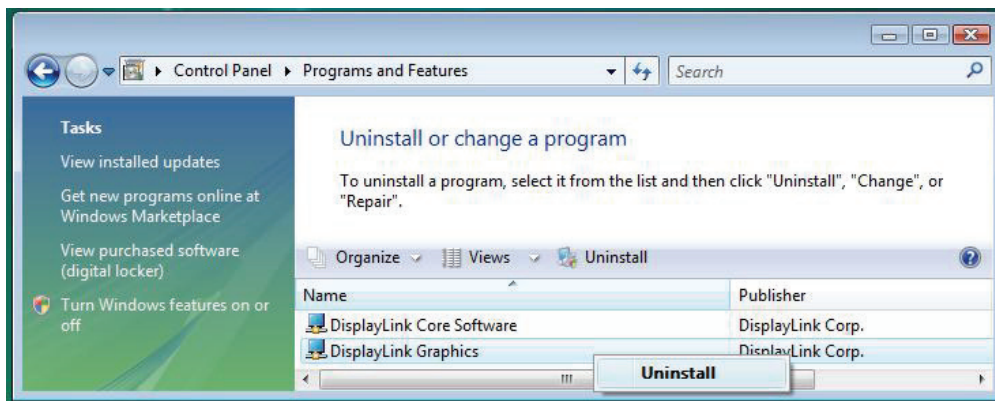 Control Panel Programs and Features Search
Tasks
View installed updates
Get new programs online at
Windows Marketplace
View purchased software
(digital locker)
Turn Windows features on or
off
Uninstall or change a program
To uninstall a program, select it from the list and then click "Uninstall", "Change", or
"Repair".
Organize Views Uninstall
Name Publisher
DisplayLink Core Software DisplayLink Corp.
DisplayLink Graphics DisplayLink Corp.
Uninstall